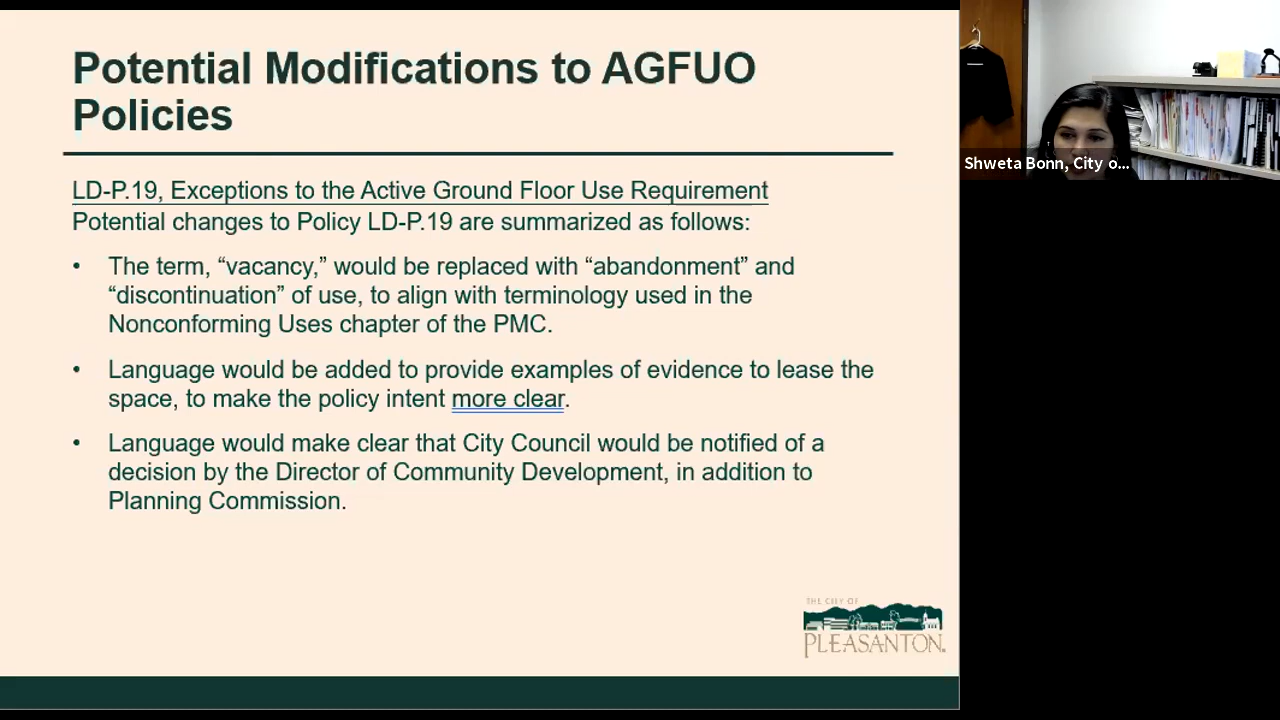 Potential Modifications to AGFUO
Policies
LD-P.19, Exceptions to the Active Ground Floor Use Requirement
Potential changes to Policy LD-P.19 are summarized as follows:
• The term, “vacancy,” would be replaced with “abandonment” and
“discontinuation” of use, to align with terminology used in the
Nonconforming Uses chapter of the PMC.
• Language would be added to provide examples of evidence to lease the
space, to make the policy intent more clear.
• Language would make clear that City Council would be notified of a
decision by the Director of Community Development, in addition to
Planning Commission.
THE CITY OF
PLEASANTON.
Shweta Bonn, City o...